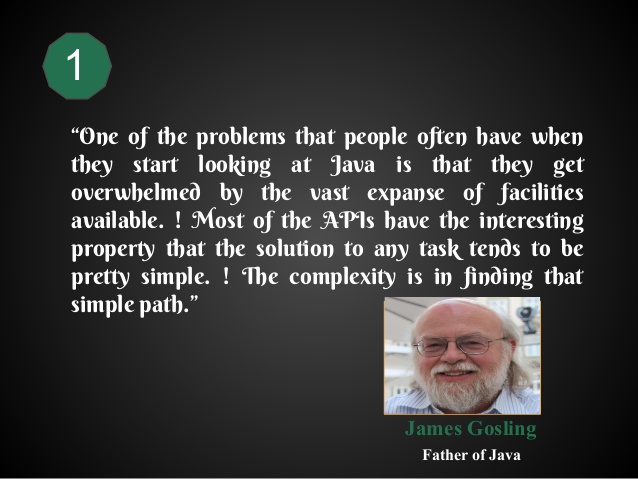 1
“One of the problems that people often have when
they start looking at Java is that they get
overwhelmed by the vast expanse of facilities
available. ! Most of the APIs have the interesting
property that the solution to any task tends to be
pretty simple. ! The complexity is in finding that
simple path.”
James Gosling
Father of Java